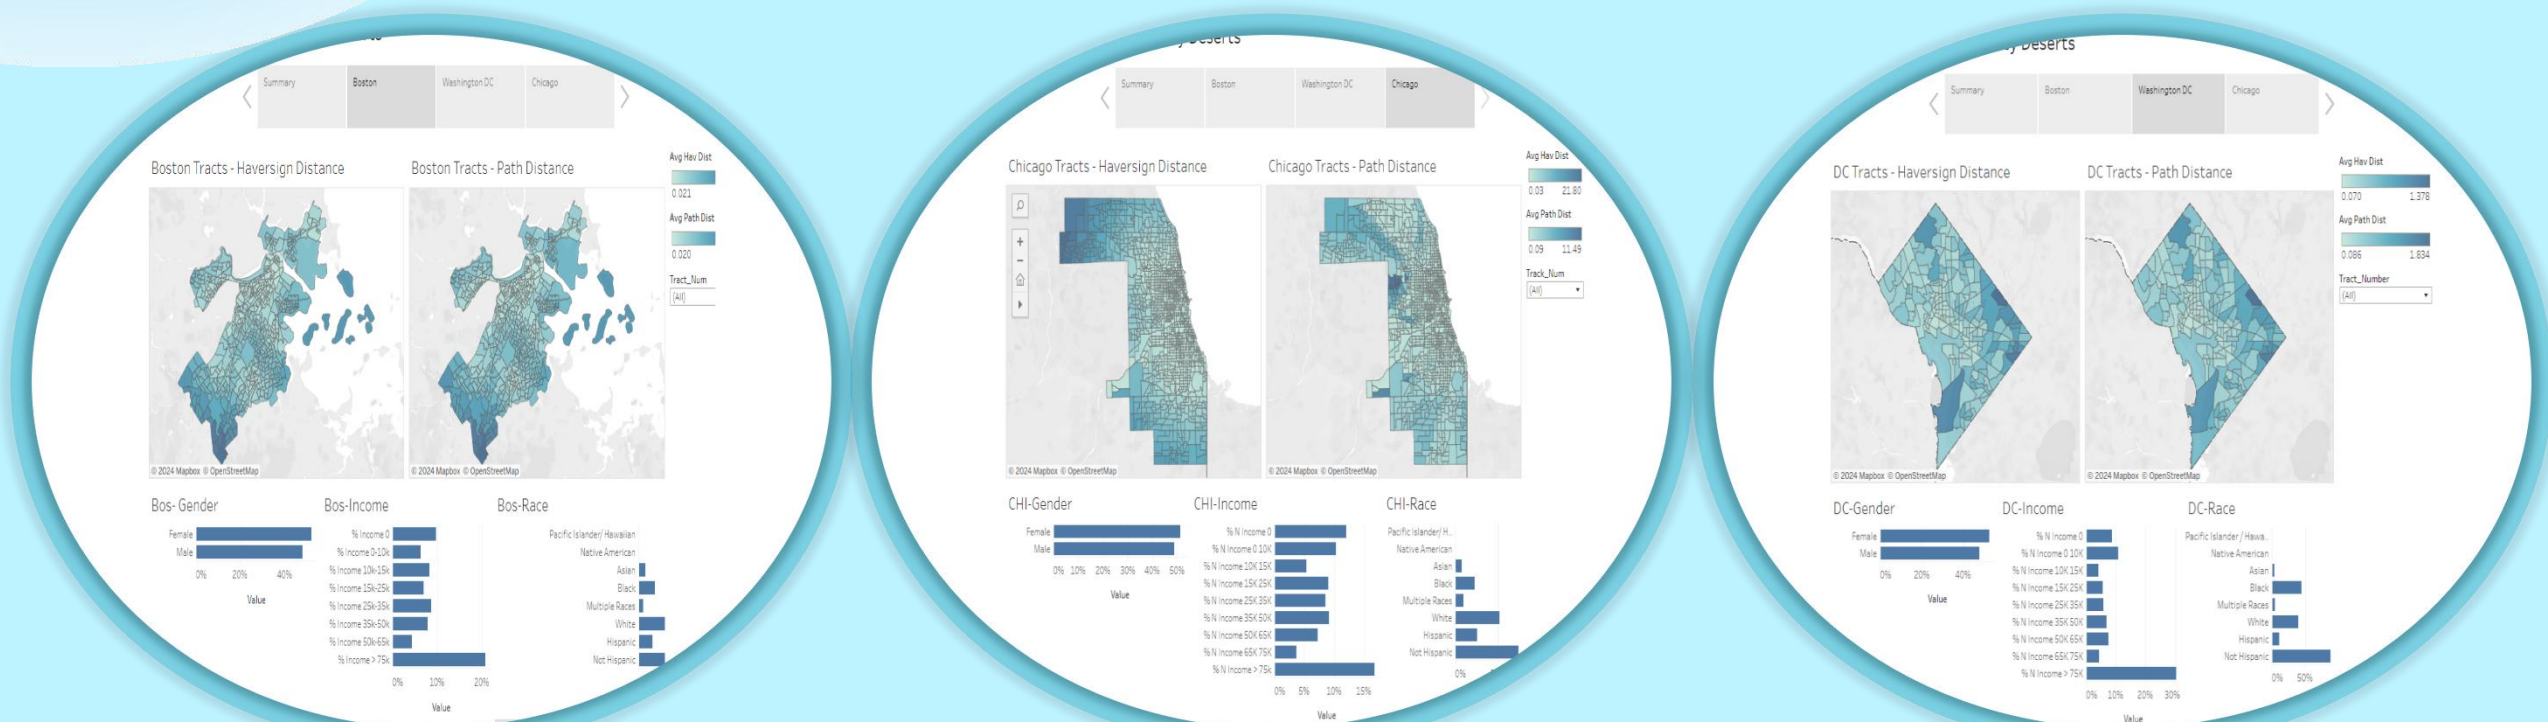 Summary
Boston
Washington DC
Chicago
Boston Tracts - Haversign Distance
Boston Tracts - Path Distance
Avg Hav Dist
0.021
Avg Path Dist
0.020
Tract_Num
(All)
© 2024 Mapbox © OpenStreetMap
© 2024 Mapbox © OpenStreetMap
Bos- Gender
Female
Male
0% 20% 40%
Value
Bos-Income
% Income 0
% Income 0-10k
% Income 10k-15k
% Income 15k-25k
% Income 25k-35k
% Income 35k-50k
% Income 50k-65k
% Income > 75k
0% 10% 20%
Value
Bos-Race
Pacific Islander/ Hawaiian
Native American
Asian
Black
Multiple Races
White
Hispanic
Not Hispanic
Deserts
Summary
Boston
Washington DC
Chicago
Chicago Tracts - Haversign Distance
Chicago Tracts - Path Distance
Avg Hav Dist
0.03 21.80
Avg Path Dist
0.09 11.49
Track_Num
(All)
© 2024 Mapbox © OpenStreetMap
© 2024 Mapbox © OpenStreetMap
CHI-Gender
Female
Male
0% 10% 20% 30% 40% 50%
Value
CHI-Income
% N Income 0
% N Income 0 10K
% N Income 10K 15K
% N Income 15K 25K
% N Income 25K 35K
% N Income 35K 50K
% N Income 50K 65K
% N Income 65K 75K
% N Income > 75k
0% 5% 10% 15%
Value
CHI-Race
Pacific Islander/ H..
Native American
Asian
Black
Multiple Races
White
Hispanic
Not Hispanic
0%
Deserts
Summary
Boston
Washington DC
Chicago
DC Tracts - Haversign Distance
DC Tracts - Path Distance
Avg Hav Dist
0.070 1.378
Avg Path Dist
0.086 1.834
Tract_Number
(All)
© 2024 Mapbox © OpenStreetMap
© 2024 Mapbox © OpenStreetMap
DC-Gender
Female
Male
0% 20% 40%
Value
DC-Income
% N Income 0
% N Income 0 10K
% N Income 10K 15K
% N Income 15K 25K
% N Income 25K 35K
% N Income 35K 50K
% N Income 50K 65K
% N Income 65K 75K
% N Income > 75K
0% 10% 20% 30%
Value
DC-Race
Pacific Islander / Hawa..
Native American
Asian
Black
Multiple Races
White
Hispanic
Not Hispanic
0% 50%